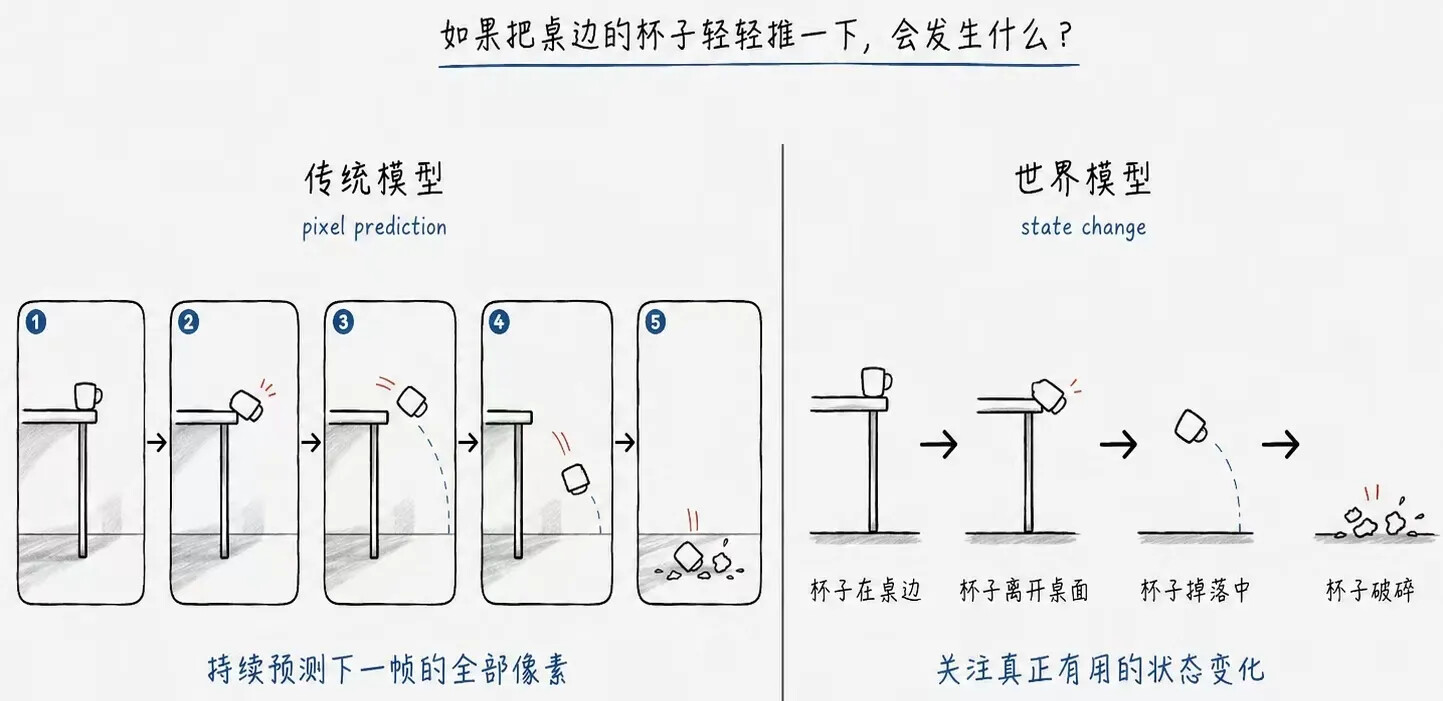 如果把桌边的杯子轻轻推一下，会发生什么？
传统模型
pixel prediction
1
2
3
4
5
持续预测下一帧的全部像素
世界模型
state change
杯子在桌边
杯子离开桌面
杯子掉落中
杯子破碎
关注真正有用的状态变化